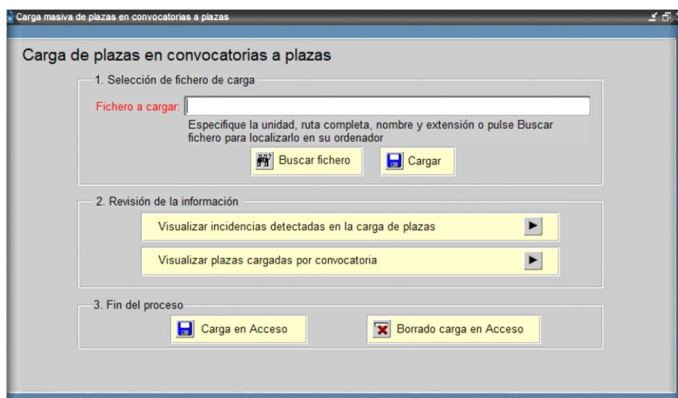 Carga masiva de plazas en convocatorias a plazas
Carga de plazas en convocatorias a plazas
1. Selección de fichero de carga
Fichero a cargar:
Especifique la unidad, ruta completa, nombre y extensión o pulse Buscar
fichero para localizarlo en su ordenador
Buscar fichero
Cargar
2. Revisión de la información
Visualizar incidencias detectadas en la carga de plazas
Visualizar plazas cargadas por convocatoria
3. Fin del proceso
Carga en Acceso
Borrado carga en Acceso